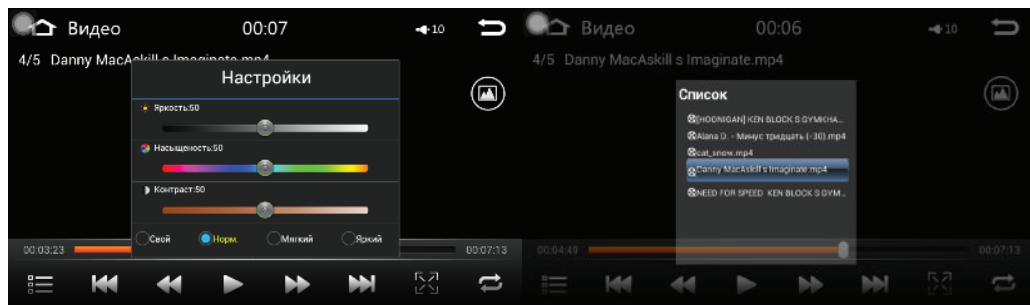 Видео 00:07 10
4/5 Danny MacAskill s Imaginate.mp4
Настройки
Яркость:50
Насыщеность:50
Контраст:50
Свой Норм. Мягкий Яркий
00:03:23 00:07:13
Видео 00:06 10
4/5 Danny MacAskill s Imaginate.mp4
Список
[HOONIGAN] KEN BLOCK S GYMKHA...
Alana D. - Минус тридцать (-30).mp4
cat_snow.mp4
Danny MacAskill s Imaginate.mp4
NEED FOR SPEED KEN BLOCK S GYM...
00:04:49 00:07:13